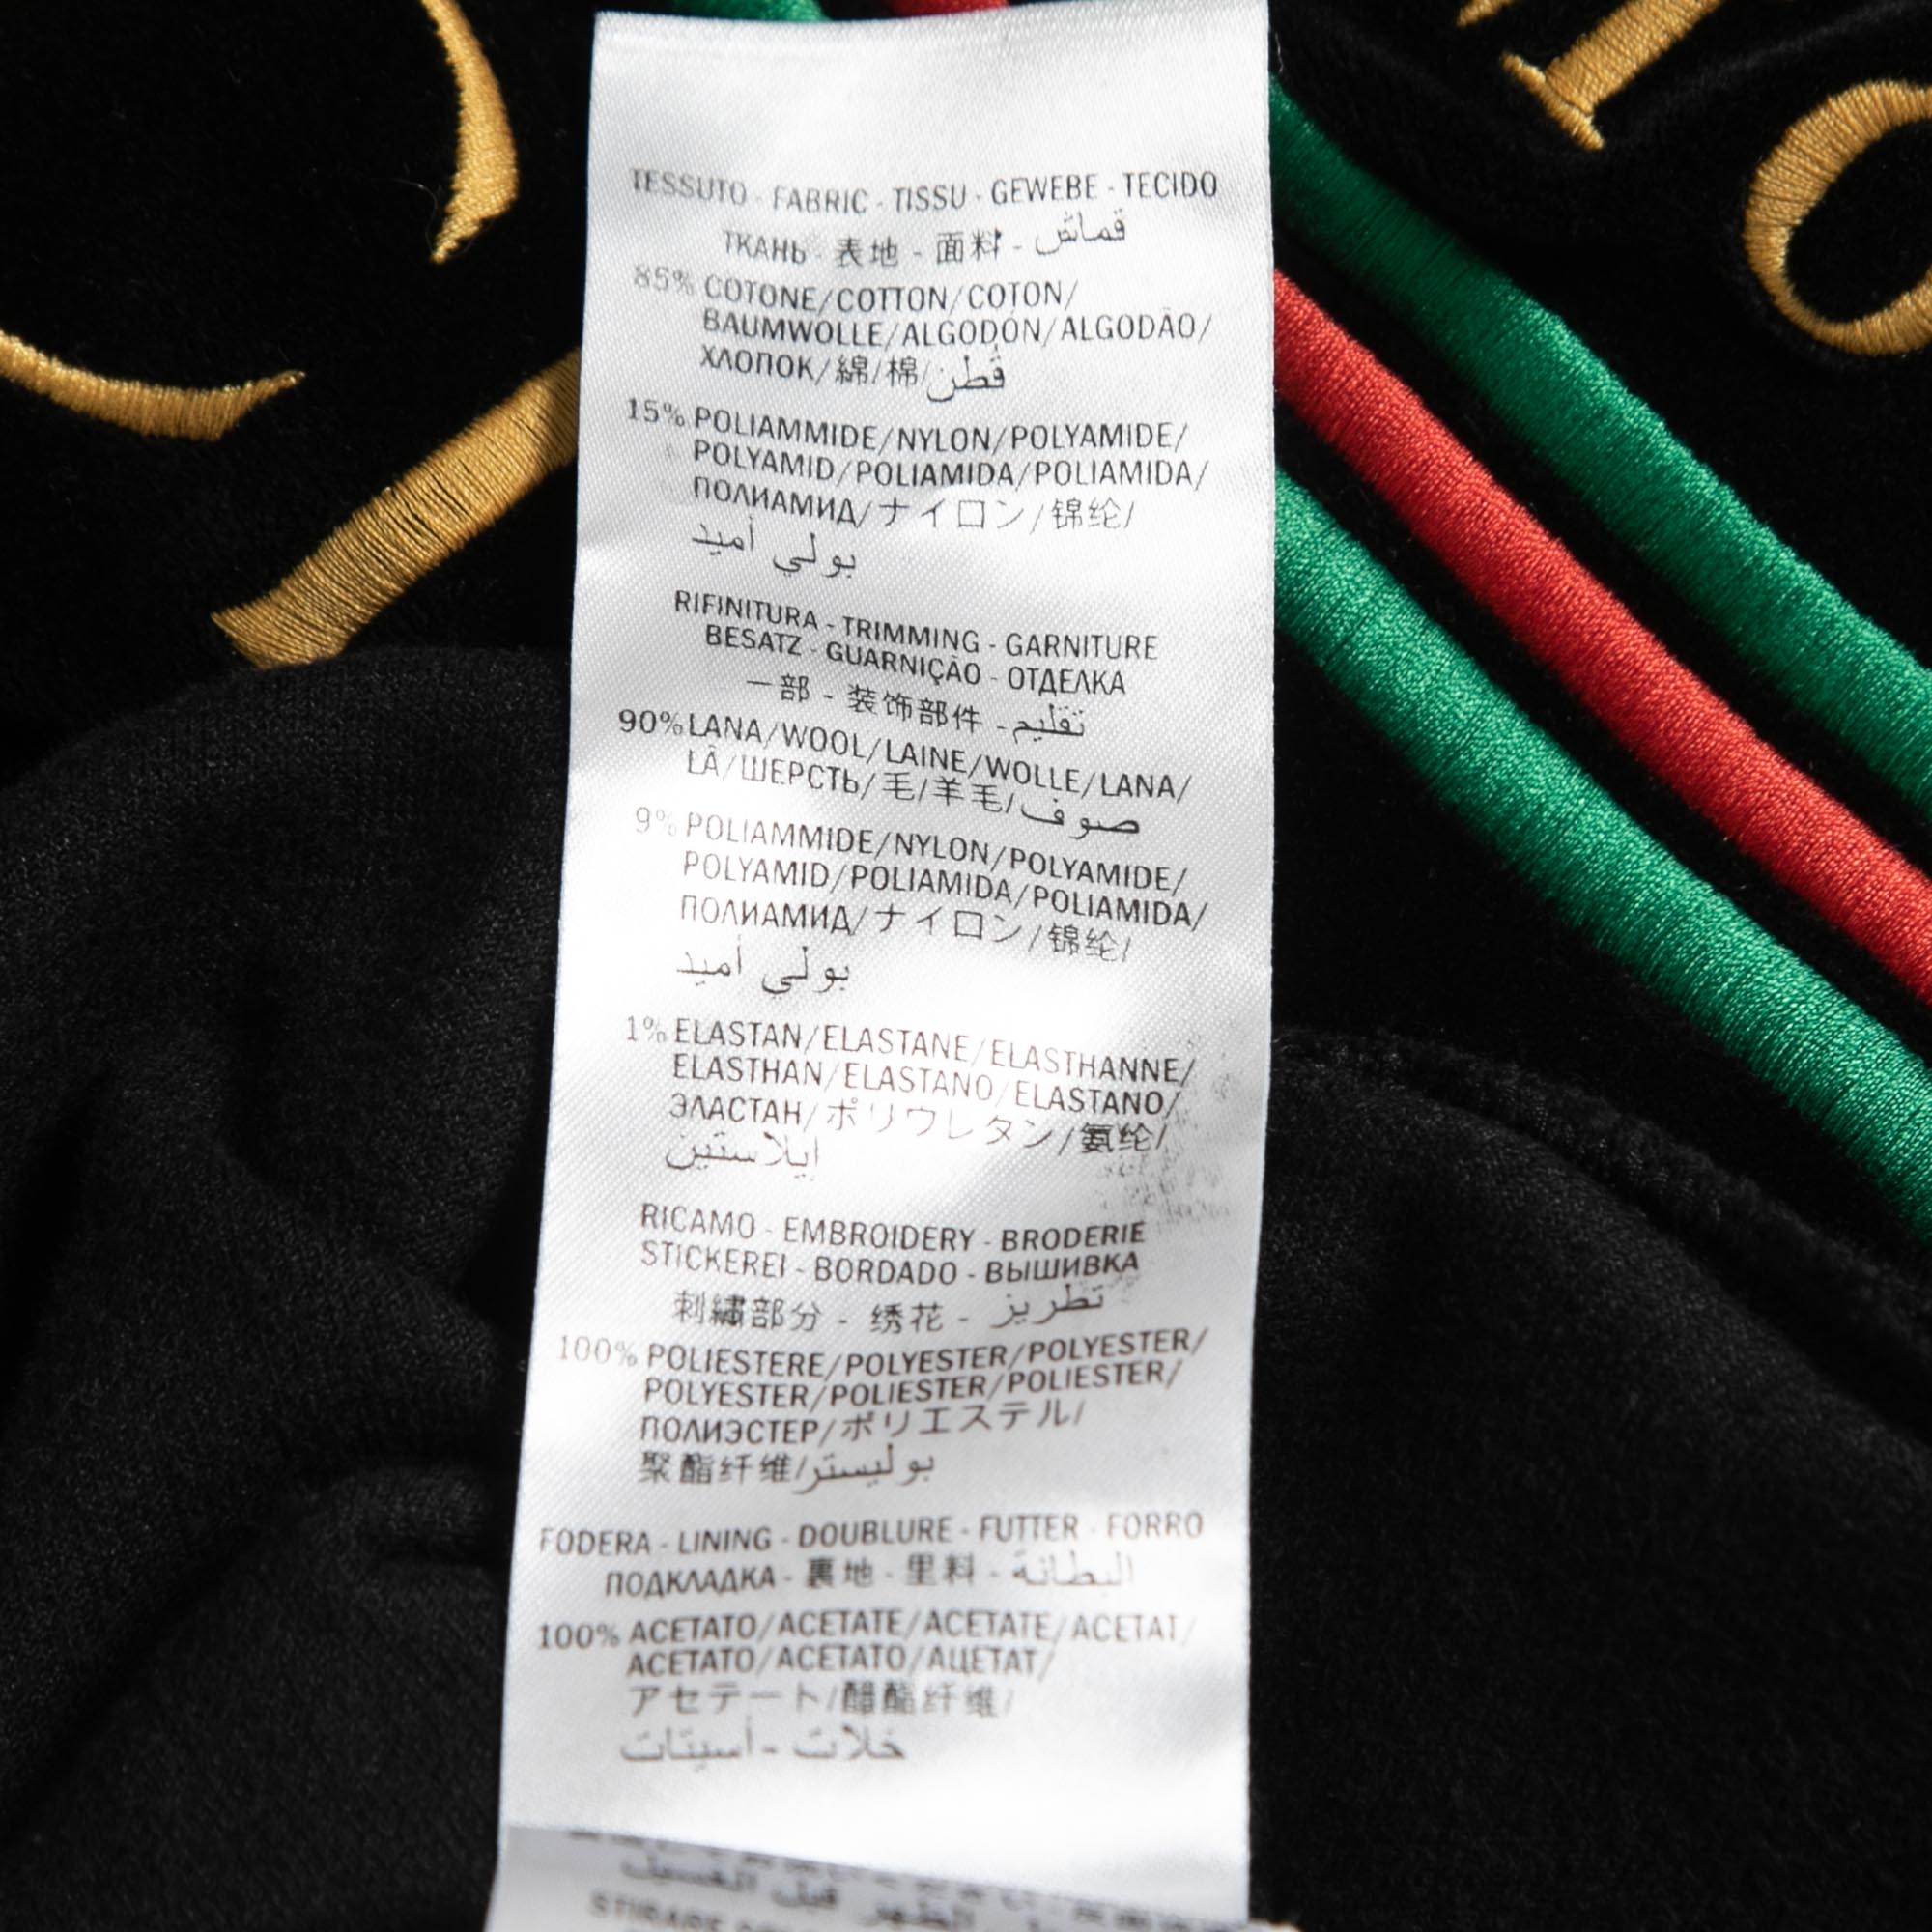 TESSUTO - FABRIC - TISSU - GEWEBE - TECIDO
ТКАНЬ - 表地 - 面料 - قماش
85% COTONE/COTTON/COTON/
BAUMWOLLE/ALGODÓN/ALGODÃO/
ХЛОПОК/綿/棉/قطن
15% POLIAMMIDE/NYLON/POLYAMIDE/
POLYAMID/POLIAMIDA/POLIAMIDA/
ПОЛИАМИД/ナイロン/锦纶/
بولي أميد
RIFINITURA - TRIMMING - GARNITURE
BESATZ - GUARNIÇÃO - ОТДЕЛКА
一部 - 装饰部件 - تقليم
90% LANA/WOOL/LAINE/WOLLE/LANA/
LÃ/ШЕРСТЬ/毛/羊毛/صوف
9% POLIAMMIDE/NYLON/POLYAMIDE/
POLYAMID/POLIAMIDA/POLIAMIDA/
ПОЛИАМИД/ナイロン/锦纶/
بولي أميد
1% ELASTAN/ELASTANE/ELASTHANNE/
ELASTHAN/ELASTANO/ELASTANO/
ЭЛАСТАН/ポリウレタン/氨纶/
إيلاستين
RICAMO - EMBROIDERY - BRODERIE
STICKEREI - BORDADO - ВЫШИВКА
刺繡部分 - 绣花 - تطريز
100% POLIESTERE/POLYESTER/POLYESTER/
POLYESTER/POLIESTER/POLIESTER/
ПОЛИЭСТЕР/ポリエステル/
聚酯纤维/بوليستر
FODERA - LINING - DOUBLURE - FUTTER - FORRO
ПОДКЛАДКА - 裏地 - 里料 - البطانة
100% ACETATO/ACETATE/ACETATE/ACETAT/
ACETATO/ACETATO/АЦЕТАТ/
アセテート/醋酯纤维/
خلات - أسيتات
قبل الغسيل
STIRARE